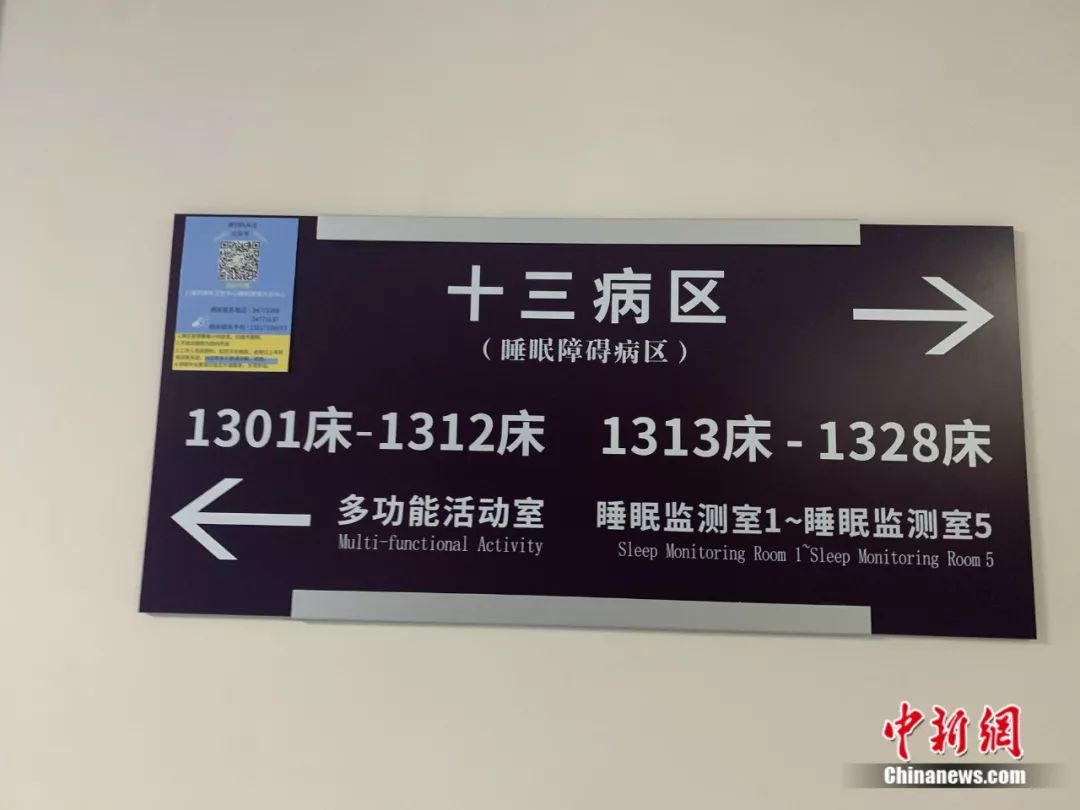 十三病区
（睡眠障碍病区）
1301床-1312床
1313床 - 1328床
多功能活动室
Multi-functional Activity
睡眠监测室1~睡眠监测室5
Sleep Monitoring Room 1~Sleep Monitoring Room 5
中新網
Chinanews.com